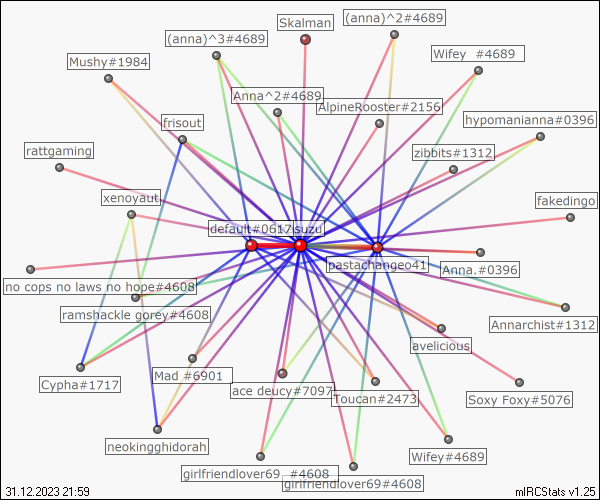 Skalman
(anna)^2#4689
(anna)^3#4689
Wifey_#4689
Mushy#1984
Anna^2#4689
AlpineRooster#2156
hypomanianna#0396
frisout
rattgaming
zibbits#1312
xenoyaut
fakedingo
default#0617
suzu
pastachange041
Anna.#0396
no cops no laws no hope#4608
ramshackle gorey#4608
Annarchist#1312
avelicious
Cypha#1717
Mad_#6901
ace deucy#7097
Toucan#2473
Soxy Foxy#5076
neokingghidorah
Wifey#4689
girlfriendlover69_#4608
girlfriendlover69#4608
31.12.2023 21:59
mIRCStats v1.25